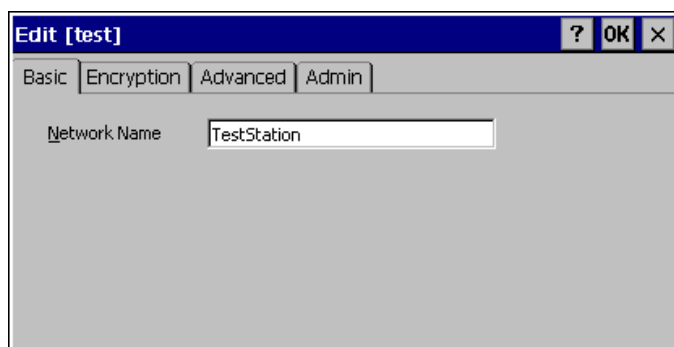 Edit [test] ? OK ×
Basic Encryption Advanced Admin
Network Name TestStation